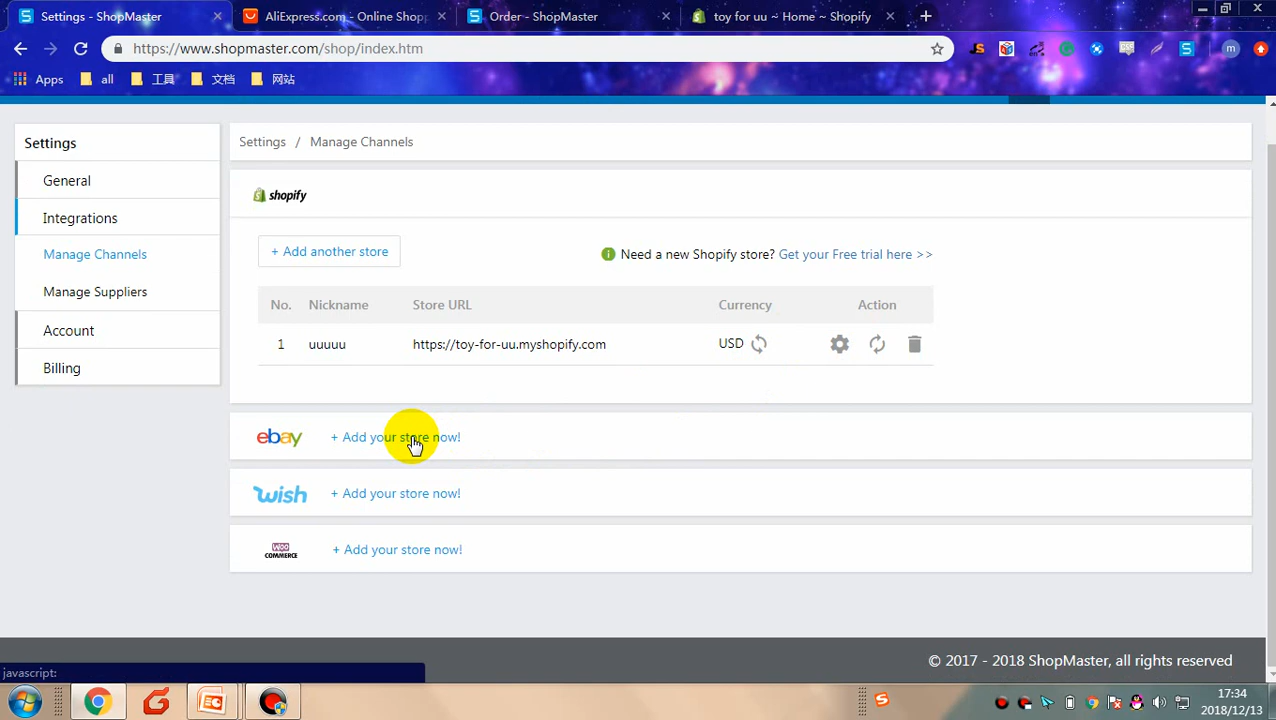 Settings - ShopMaster
AliExpress.com - Online Shopp
Order - ShopMaster
toy for uu ~ Home ~ Shopify
https://www.shopmaster.com/shop/index.htm
Apps
all
工具
文档
网站
Settings
General
Integrations
Manage Channels
Manage Suppliers
Account
Billing
Settings / Manage Channels
shopify
+ Add another store
Need a new Shopify store? Get your Free trial here >>
No. Nickname Store URL Currency Action
1 uuuuu https://toy-for-uu.myshopify.com USD
ebay + Add your store now!
wish + Add your store now!
WOO COMMERCE + Add your store now!
© 2017 - 2018 ShopMaster, all rights reserved
javascript:
17:34
2018/12/13